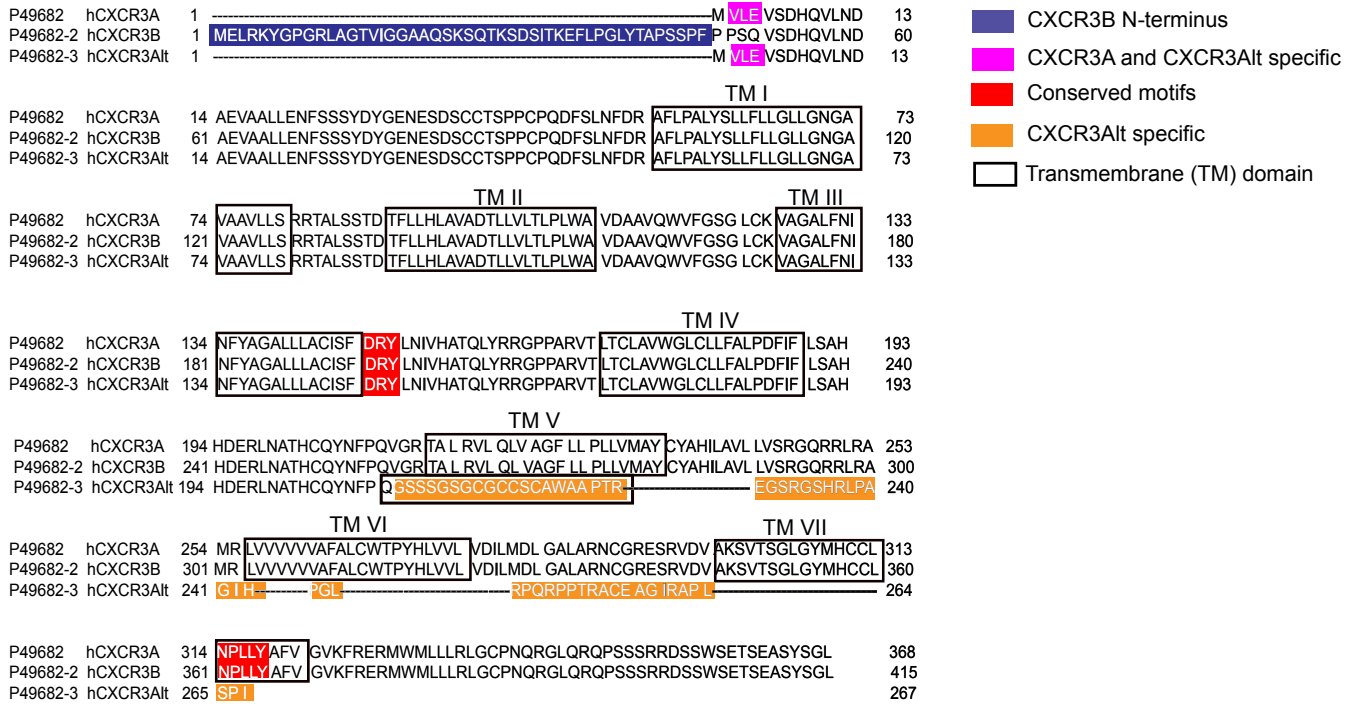 P49682 hCXCR3A 1 ------------------------------------------------M VLE VSDHQVLND 13
P49682-2 hCXCR3B 1 MELRKYGPGRLAGTVIGGAAQSKSQTKSDSITKEFLPGLYTAPSSPF P PSQ VSDHQVLND 60
P49682-3 hCXCR3Alt 1 ------------------------------------------------M VLE VSDHQVLND 13
CXCR3B N-terminus
CXCR3A and CXCR3Alt specific
Conserved motifs
CXCR3Alt specific
Transmembrane (TM) domain
TM I
P49682 hCXCR3A 14 AEVAALLENFSSSYDYGENESDSCCTSPPCPQDFSLNFDR AFLPALYSLLFLLGLLGNGA 73
P49682-2 hCXCR3B 61 AEVAALLENFSSSYDYGENESDSCCTSPPCPQDFSLNFDR AFLPALYSLLFLLGLLGNGA 120
P49682-3 hCXCR3Alt 14 AEVAALLENFSSSYDYGENESDSCCTSPPCPQDFSLNFDR AFLPALYSLLFLLGLLGNGA 73
TM II TM III
P49682 hCXCR3A 74 VAAVLLS RRTALSSTD TFLLHLAVADTLLVLTLPLWA VDAAVQWVFGSG LCK VAGALFNI 133
P49682-2 hCXCR3B 121 VAAVLLS RRTALSSTD TFLLHLAVADTLLVLTLPLWA VDAAVQWVFGSG LCK VAGALFNI 180
P49682-3 hCXCR3Alt 74 VAAVLLS RRTALSSTD TFLLHLAVADTLLVLTLPLWA VDAAVQWVFGSG LCK VAGALFNI 133
TM IV
P49682 hCXCR3A 134 NFYAGALLLACISF DRY LNIVHATQLYRRGPPARVT LTCLAVWGLCLLFALPDFIF LSAH 193
P49682-2 hCXCR3B 181 NFYAGALLLACISF DRY LNIVHATQLYRRGPPARVT LTCLAVWGLCLLFALPDFIF LSAH 240
P49682-3 hCXCR3Alt 134 NFYAGALLLACISF DRY LNIVHATQLYRRGPPARVT LTCLAVWGLCLLFALPDFIF LSAH 193
TM V
P49682 hCXCR3A 194 HDERLNATHCQYNFPQVGR TA L RVL QLV AGF L LPLLVMAY CYAHILAVL LVSRGQRRLRA 253
P49682-2 hCXCR3B 241 HDERLNATHCQYNFPQVGR TA L RVL QLV AGF L LPLLVMAY CYAHILAVL LVSRGQRRLRA 300
P49682-3 hCXCR3Alt 194 HDERLNATHCQYNFP QGSSSGSGCGCCSCAWAA PTR------------EGSRGSHRLPA 240
TM VI TM VII
P49682 hCXCR3A 254 MR LVVVVVVAFALCWTPYHLVVL VDILMDL GALARNCGRESRVDV AKSVTSGLGYMHCCL 313
P49682-2 hCXCR3B 301 MR LVVVVVVAFALCWTPYHLVVL VDILMDL GALARNCGRESRVDV AKSVTSGLGYMHCCL 360
P49682-3 hCXCR3Alt 241 G I H------PGL-----------------RPQRPPTRACE AG IRAP L---------------- 264
P49682 hCXCR3A 314 NPLLY AFV GVKFRERMWMLLLRLGCPNQRGLQRQPSSSRRDSSWSETSEASYSGL 368
P49682-2 hCXCR3B 361 NPLLY AFV GVKFRERMWMLLLRLGCPNQRGLQRQPSSSRRDSSWSETSEASYSGL 415
P49682-3 hCXCR3Alt 265 SP I 267